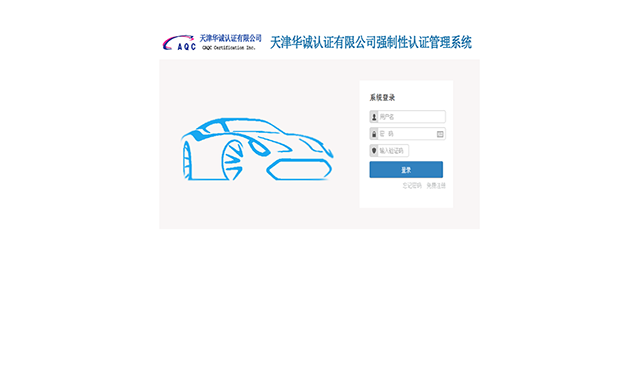 天津华诚认证有限公司
AQC
CAQC Certification Inc.
天津华诚认证有限公司强制性认证管理系统
系统登录
用户名
密 码
输入验证码
登录
忘记密码 免费注册